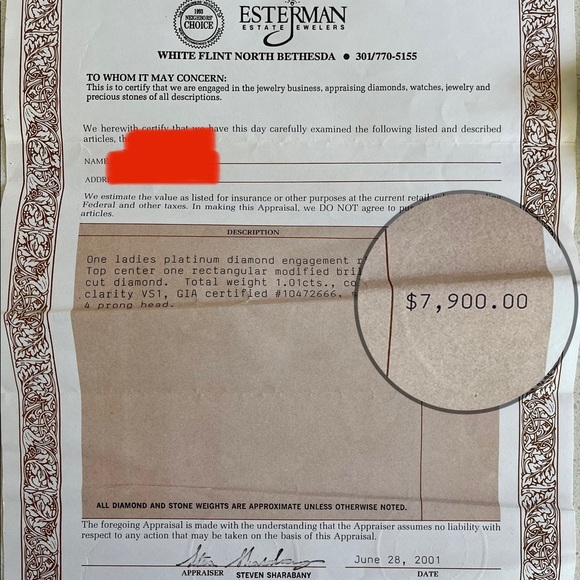 1993
NEIGHBORS'
CHOICE
ESTERMAN
ESTATE JEWELERS
WHITE FLINT NORTH BETHESDA ● 301/770-5155
TO WHOM IT MAY CONCERN:
This is to certify that we are engaged in the jewelry business, appraising diamonds, watches, jewelry and
precious stones of all descriptions.
We herewith certify that we have this day carefully examined the following listed and described
articles, th
NAME
ADDR
We estimate the value as listed for insurance or other purposes at the current retail
Federal and other taxes. In making this Appraisal, we DO NOT agree to
articles.
DESCRIPTION
One ladies platinum diamond engagement r
Top center one rectangular modified bril
cut diamond. Total weight 1.01cts., co
clarity VS1, GIA certified #10472666,
4 prong head.
$7,900.00
ALL DIAMOND AND STONE WEIGHTS ARE APPROXIMATE UNLESS OTHERWISE NOTED.
The foregoing Appraisal is made with the understanding that the Appraiser assumes no liability with
respect to any action that may be taken on the basis of this Appraisal.
Steven Sharabany June 28, 2001
APPRAISER STEVEN SHARABANY DATE